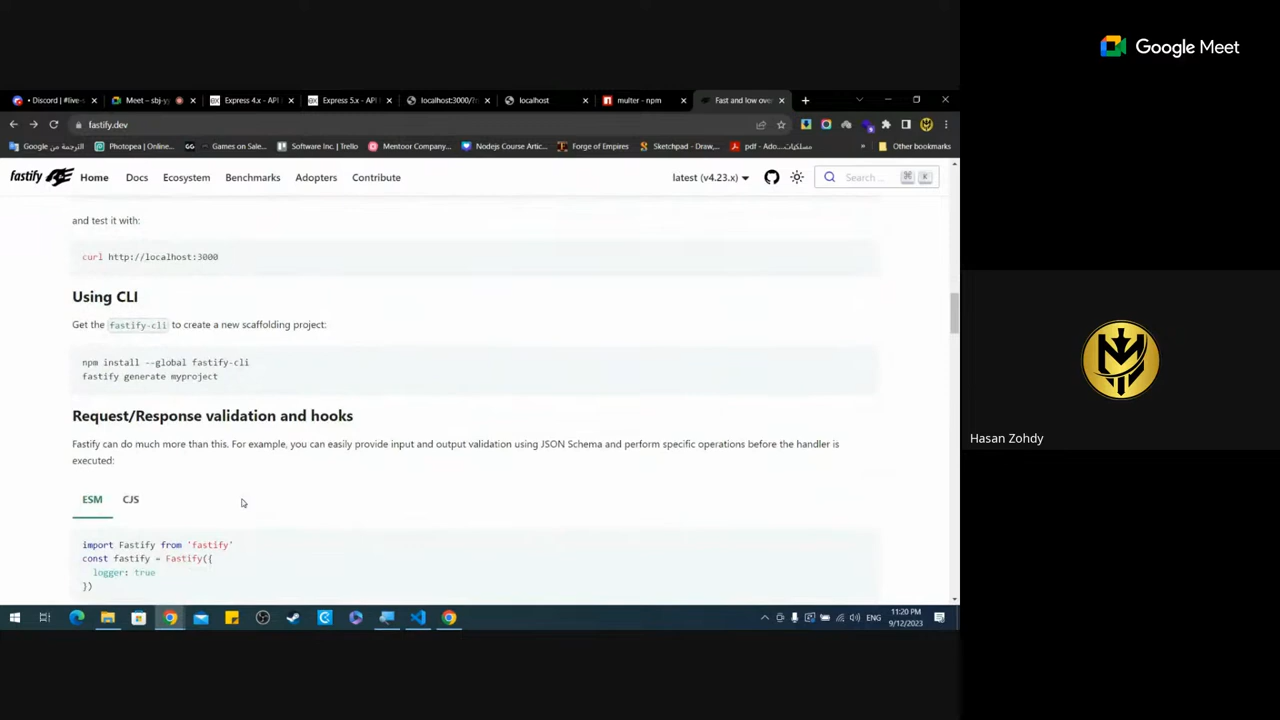 Google Meet
• Discord | #live-s
Meet – sbj-yy
Express 4.x - API
Express 5.x - API
localhost:3000/?
localhost
multer - npm
Fast and low ove
fastify.dev
الترجمة من Google
Photopea | Online...
Games on Sale...
Software Inc. | Trello
Mentoor Company...
Nodejs Course Artic...
Forge of Empires
Sketchpad - Draw,...
pdf - Ado...مسلكيات
»
Other bookmarks
fastify
Home
Docs
Ecosystem
Benchmarks
Adopters
Contribute
latest (v4.23.x)
Search ...
⌘
K
and test it with:
curl http://localhost:3000
Using CLI
Get the fastify-cli to create a new scaffolding project:
npm install --global fastify-cli
fastify generate myproject
Request/Response validation and hooks
Fastify can do much more than this. For example, you can easily provide input and output validation using JSON Schema and perform specific operations before the handler is
executed:
ESM
CJS
import Fastify from 'fastify'
const fastify = Fastify({
logger: true
})
Hasan Zohdy
ENG
11:20 PM
9/12/2023